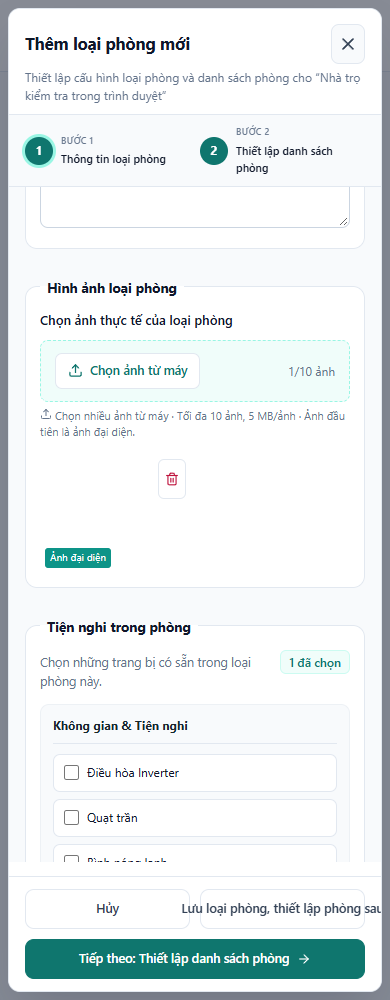 Thêm loại phòng mới
Thiết lập cấu hình loại phòng và danh sách phòng cho “Nhà trọ
kiểm tra trong trình duyệt”
1
BƯỚC 1
Thông tin loại phòng
2
BƯỚC 2
Thiết lập danh sách
phòng
Hình ảnh loại phòng
Chọn ảnh thực tế của loại phòng
Chọn ảnh từ máy
1/10 ảnh
Chọn nhiều ảnh từ máy · Tối đa 10 ảnh, 5 MB/ảnh · Ảnh đầu
tiên là ảnh đại diện.
Ảnh đại diện
Tiện nghi trong phòng
Chọn những trang bị có sẵn trong loại
phòng này.
1 đã chọn
Không gian & Tiện nghi
Điều hòa Inverter
Quạt trần
Bình nóng lạnh
Hủy
Lưu loại phòng, thiết lập phòng sau
Tiếp theo: Thiết lập danh sách phòng →